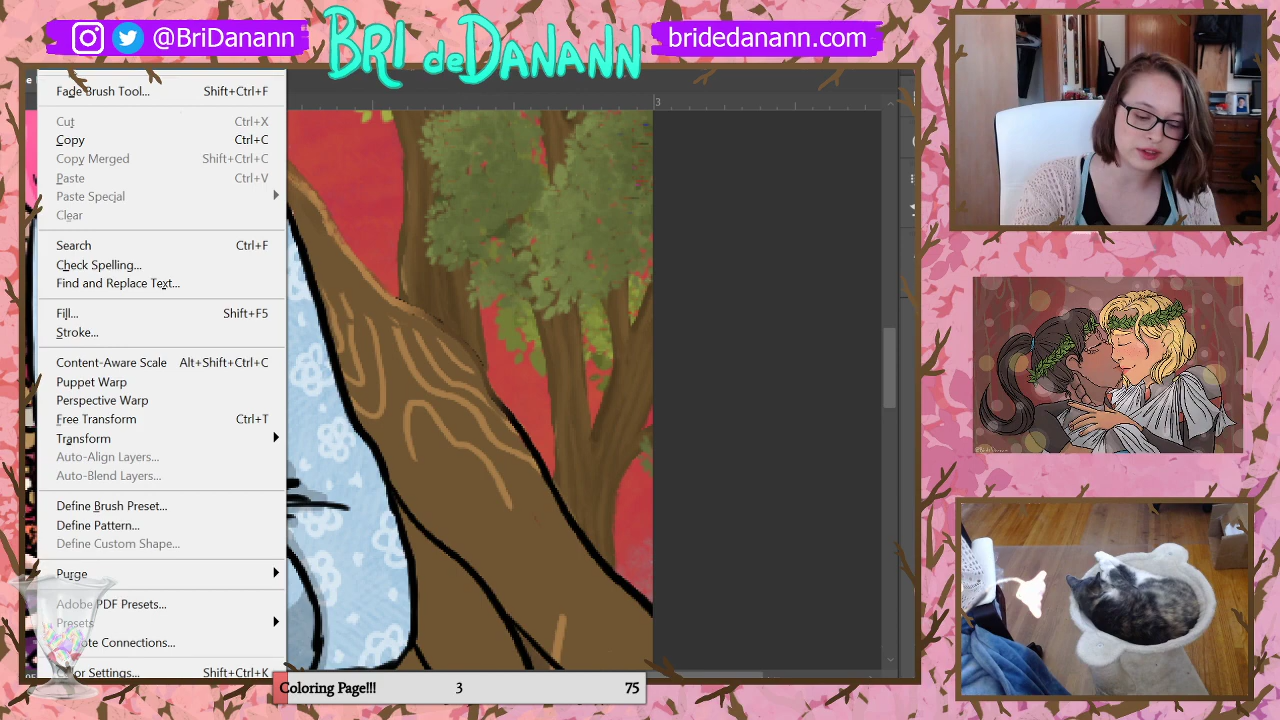 @BriDanann
BRI deDANANN
bridedanann.com
3
Fade Brush Tool... Shift+Ctrl+F
Cut Ctrl+X
Copy Ctrl+C
Copy Merged Shift+Ctrl+C
Paste Ctrl+V
Paste Special
Clear
Search Ctrl+F
Check Spelling...
Find and Replace Text...
Fill... Shift+F5
Stroke...
Content-Aware Scale Alt+Shift+Ctrl+C
Puppet Warp
Perspective Warp
Free Transform Ctrl+T
Transform
Auto-Align Layers...
Auto-Blend Layers...
Define Brush Preset...
Define Pattern...
Define Custom Shape...
Purge
Adobe PDF Presets...
Presets
Connections...
Settings... Shift+Ctrl+K
Coloring Page!!! 3 75